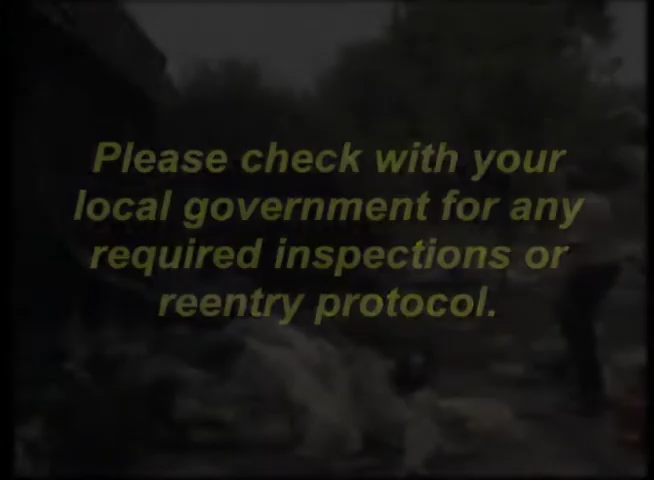 Please check with your
local government for any
required inspections or
reentry protocol.